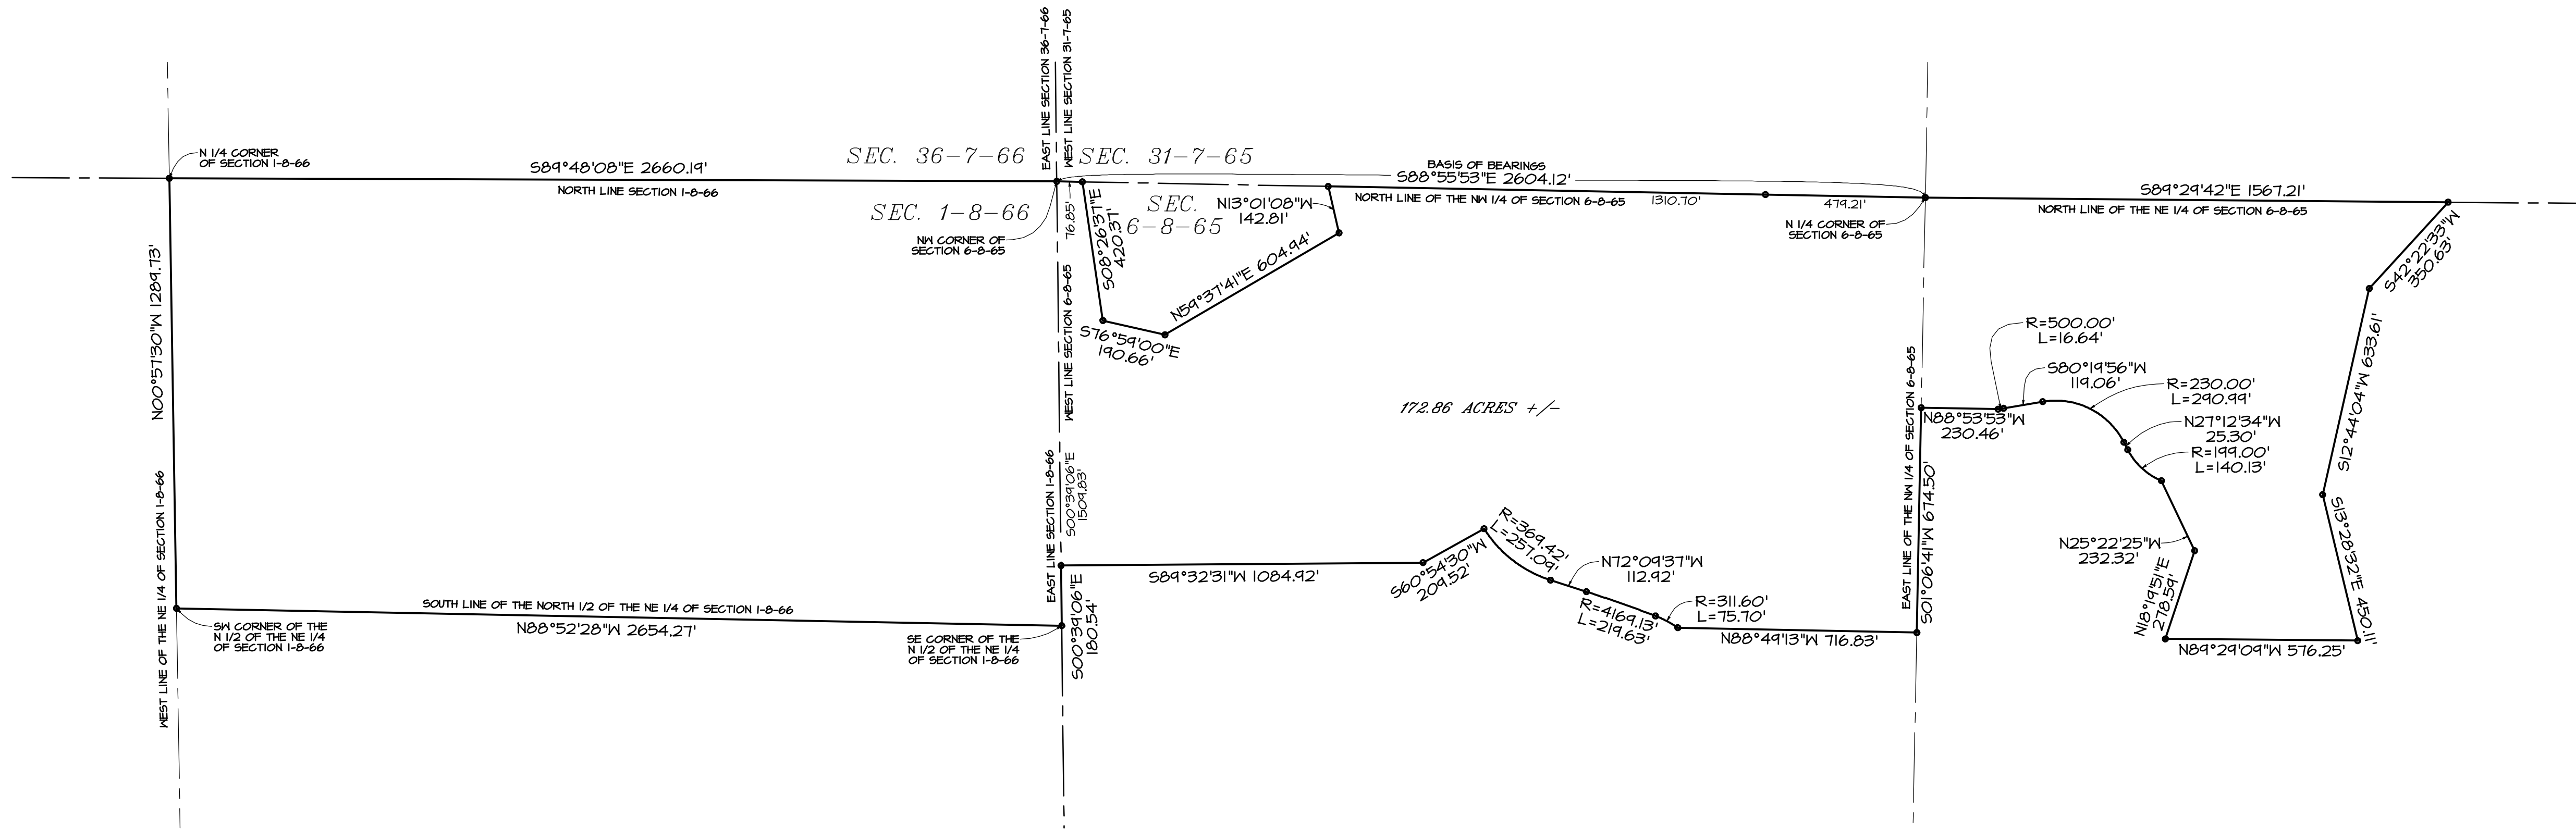 EAST LINE SECTION 36-7-66
WEST LINE SECTION 31-7-65
N 1/4 CORNER
OF SECTION 1-8-66
S89°48'08"E 2660.19'
NORTH LINE SECTION 1-8-66
SEC. 36-7-66
SEC. 31-7-65
BASIS OF BEARINGS
S88°55'53"E 2604.12'
NORTH LINE OF THE NW 1/4 OF SECTION 6-8-65
1310.70'
479.21'
S89°29'42"E 1567.21'
NORTH LINE OF THE NE 1/4 OF SECTION 6-8-65
SEC. 1-8-66
SEC.
6-8-65
NW CORNER OF
SECTION 6-8-65
76.85'
S08°26'37"E
420.37'
N13°01'08"W
142.81'
N59°37'41"E 604.94'
S76°59'00"E
190.66'
N 1/4 CORNER OF
SECTION 6-8-65
S42°22'33"W
350.63'
N00°57'30"W 1289.73'
WEST LINE SECTION 6-8-65
172.86 ACRES +/-
R=500.00'
L=16.64'
S80°19'56"W
119.06'
R=230.00'
L=290.99'
N27°12'34"W
25.30'
R=199.00'
L=140.13'
N88°53'53"W
230.46'
S12°44'04"W 633.61'
EAST LINE OF THE NW 1/4 OF SECTION 6-8-65
S01°06'41"W 674.50'
WEST LINE OF THE NE 1/4 OF SECTION 1-8-66
EAST LINE SECTION 1-8-66
S00°39'06"E
1509.83'
S89°32'31"W 1084.92'
S60°54'30"W
209.52'
R=369.42'
L=257.09'
N72°09'37"W
112.92'
R=4169.13'
L=219.63'
R=311.60'
L=75.70'
N88°49'13"W 716.83'
N25°22'25"W
232.32'
N18°19'51"E
278.59'
S13°28'32"E 450.11'
N89°29'09"W 576.25'
SOUTH LINE OF THE NORTH 1/2 OF THE NE 1/4 OF SECTION 1-8-66
N88°52'28"W 2654.27'
SW CORNER OF THE
N 1/2 OF THE NE 1/4
OF SECTION 1-8-66
SE CORNER OF THE
N 1/2 OF THE NE 1/4
OF SECTION 1-8-66
S00°39'06"E
180.54'